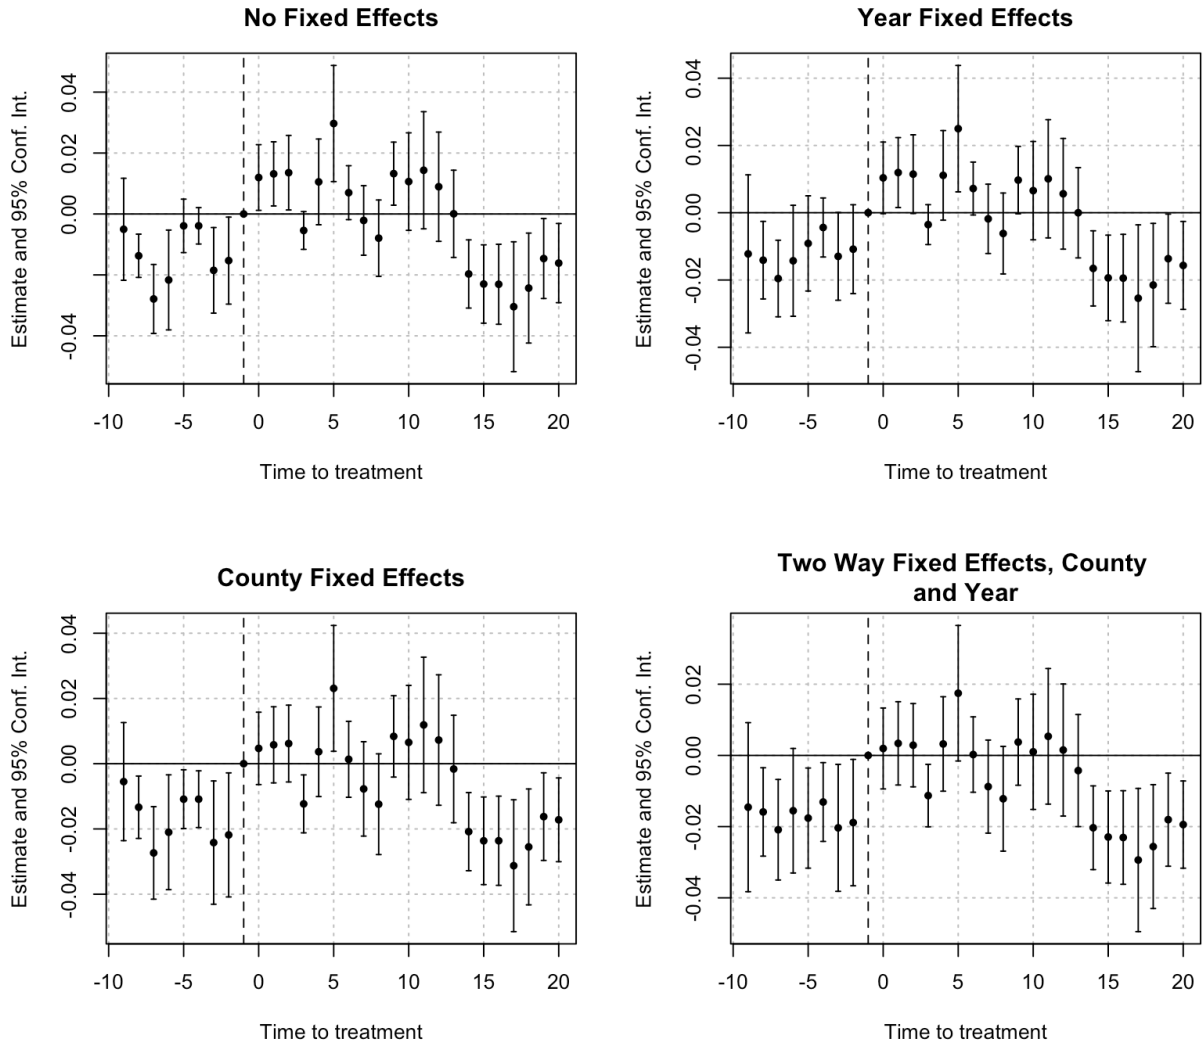 No Fixed Effects
Estimate and 95% Conf. Int.
0.04
0.02
0.00
-0.04
-10 -5 0 5 10 15 20
Time to treatment
Year Fixed Effects
Estimate and 95% Conf. Int.
0.04
0.02
0.00
-0.02
-0.04
-10 -5 0 5 10 15 20
Time to treatment
County Fixed Effects
Estimate and 95% Conf. Int.
0.04
0.02
0.00
-0.02
-0.04
-10 -5 0 5 10 15 20
Time to treatment
Two Way Fixed Effects, County
and Year
Estimate and 95% Conf. Int.
0.02
0.00
-0.02
-0.04
-10 -5 0 5 10 15 20
Time to treatment